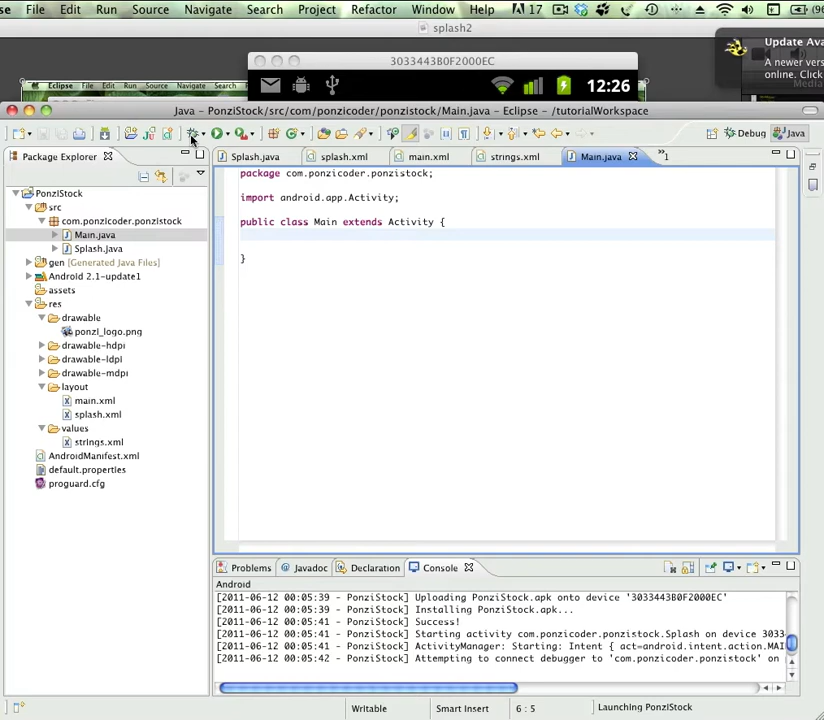 se File Edit Run Source Navigate Search Project Refactor Window Help 17
splash2
Update Ava
A newer vers
online. Click
Media
Eclipse File Edit Run Source Navigate Search
3033443B0F2000EC
12:26
Java - PonziStock/src/com/ponzicoder/ponzistock/Main.java - Eclipse - /tutorialWorkspace
Debug Java
Package Explorer
Splash.java splash.xml main.xml strings.xml Main.java »1
PonziStock
src
com.ponzicoder.ponzistock
Main.java
Splash.java
gen [Generated Java Files]
Android 2.1-update1
assets
res
drawable
ponzi_logo.png
drawable-hdpi
drawable-ldpi
drawable-mdpi
layout
main.xml
splash.xml
values
strings.xml
AndroidManifest.xml
default.properties
proguard.cfg
package com.ponzicoder.ponzistock;
import android.app.Activity;
public class Main extends Activity {
}
Problems Javadoc Declaration Console
Android
[2011-06-12 00:05:39 - PonziStock] Uploading PonziStock.apk onto device '3033443B0F2000EC'
[2011-06-12 00:05:39 - PonziStock] Installing PonziStock.apk...
[2011-06-12 00:05:41 - PonziStock] Success!
[2011-06-12 00:05:41 - PonziStock] Starting activity com.ponzicoder.ponzistock.Splash on device 3033
[2011-06-12 00:05:41 - PonziStock] ActivityManager: Starting: Intent { act=android.intent.action.MAI
[2011-06-12 00:05:42 - PonziStock] Attempting to connect debugger to 'com.ponzicoder.ponzistock' on
Writable Smart Insert 6 : 5 Launching PonziStock